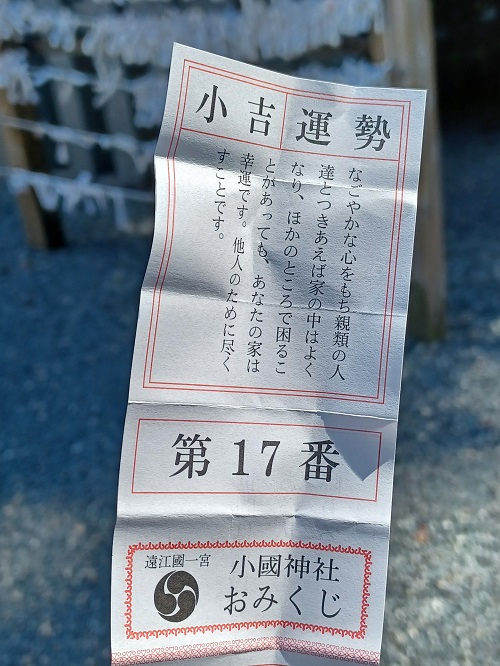 小吉 運勢
なごやかな心をもち親類の人
達とつきあえば家の中はよく
なり、ほかのところで困るこ
とがあっても、あなたの家は
幸運です。他人のために尽く
すことです。
第17番
遠江國一宮
小國神社
おみくじ